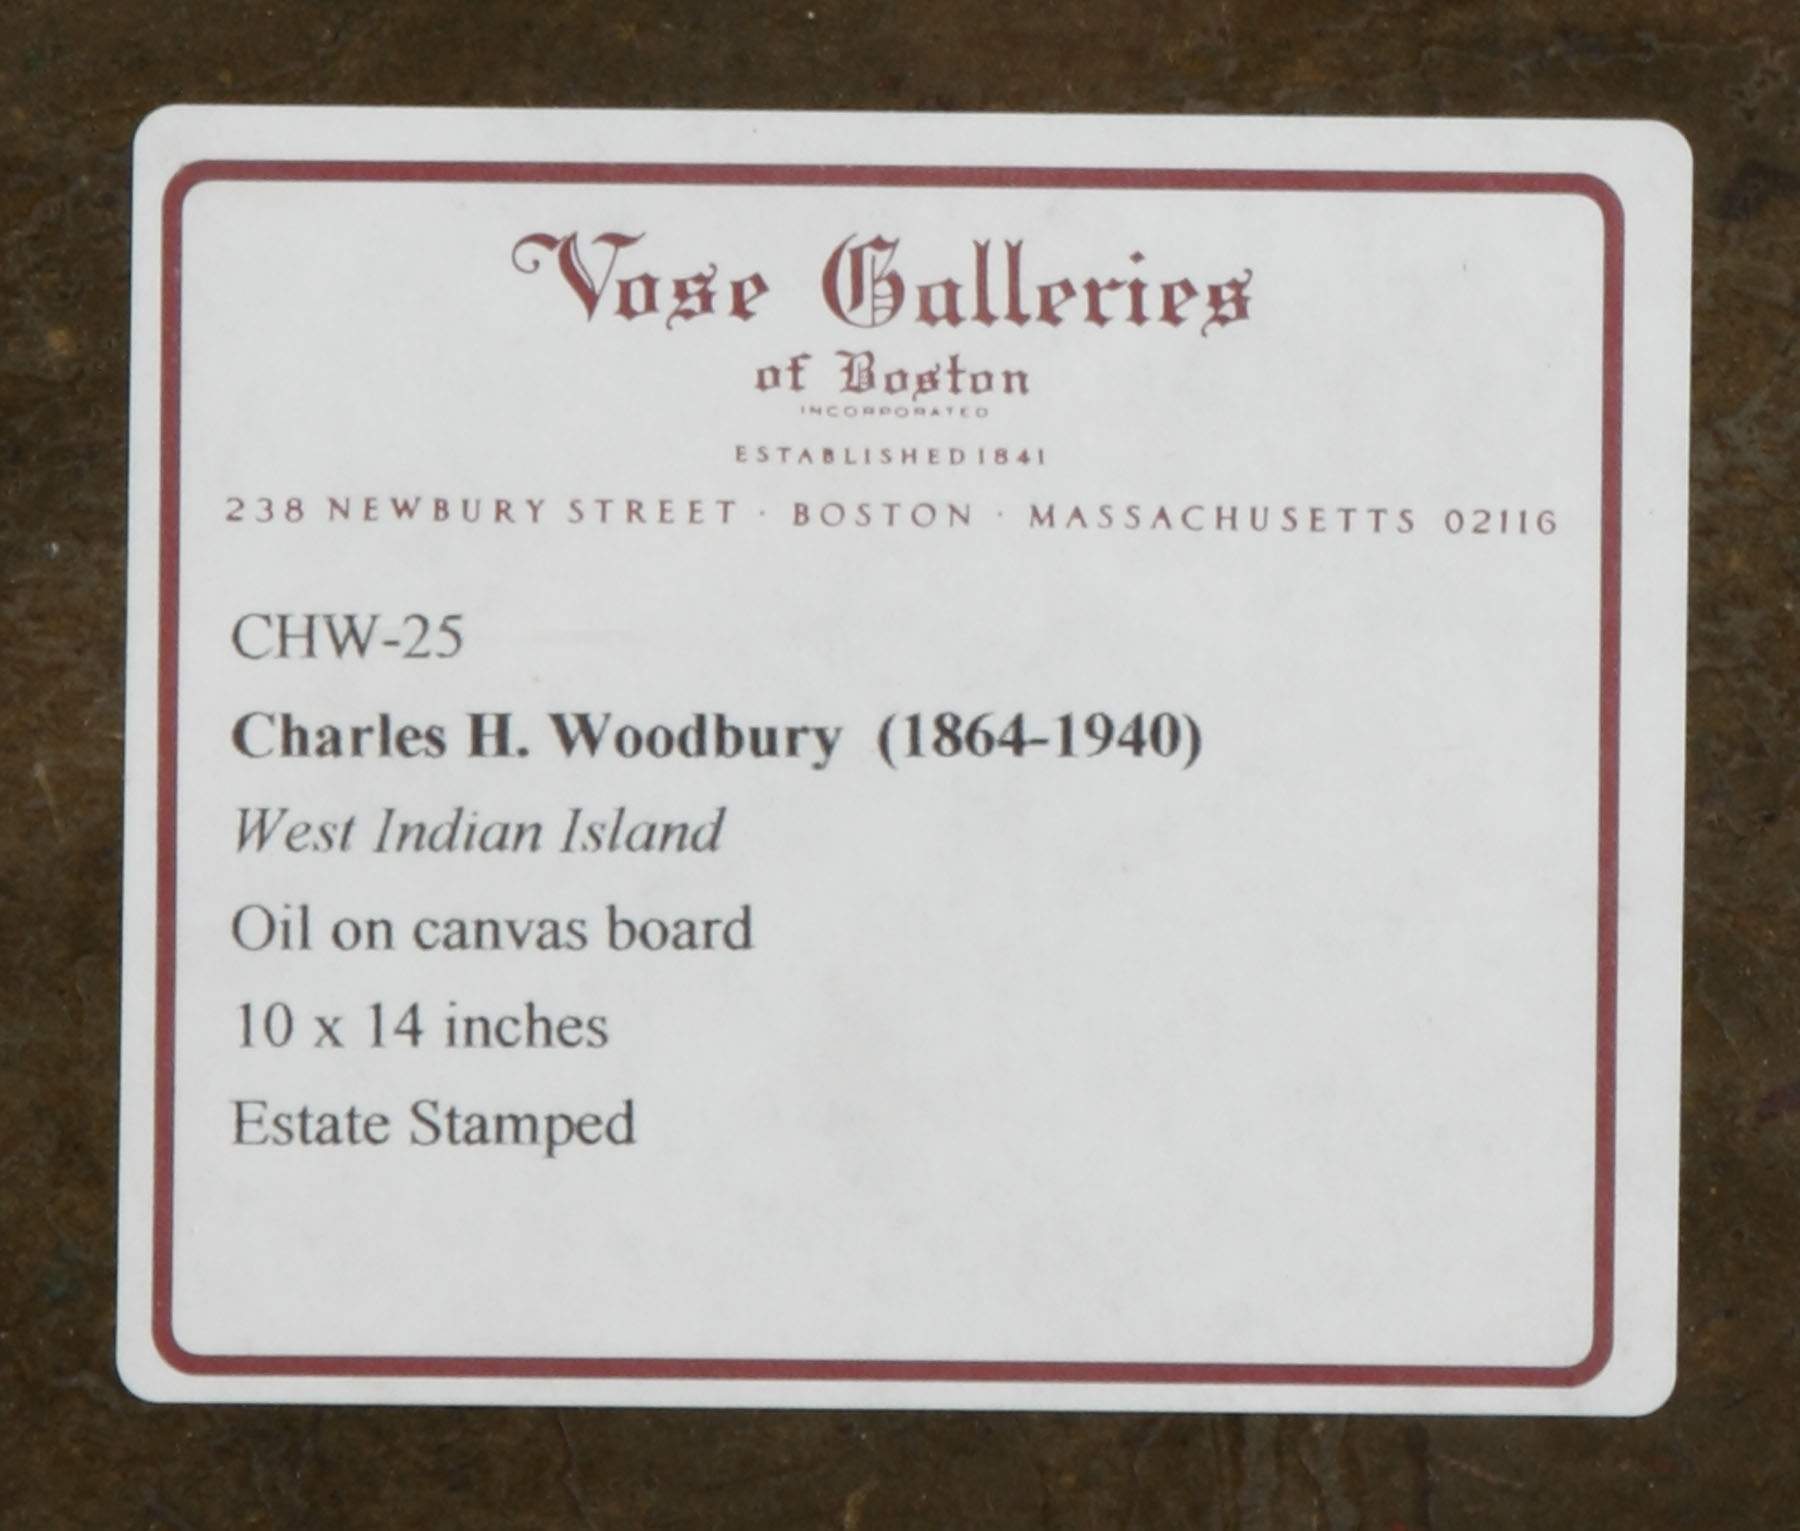 Vose Galleries
of Boston
INCORPORATED
ESTABLISHED 1841
238 NEWBURY STREET · BOSTON · MASSACHUSETTS 02116
CHW-25
Charles H. Woodbury (1864-1940)
West Indian Island
Oil on canvas board
10 x 14 inches
Estate Stamped